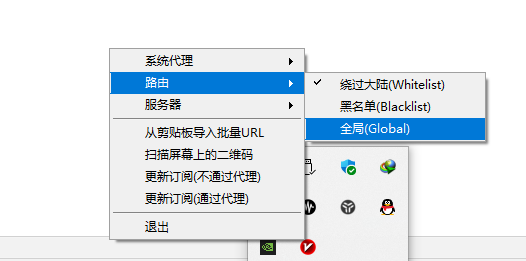 系统代理
路由
服务器
从剪贴板导入批量URL
扫描屏幕上的二维码
更新订阅(不通过代理)
更新订阅(通过代理)
退出
绕过大陆(Whitelist)
黑名单(Blacklist)
全局(Global)